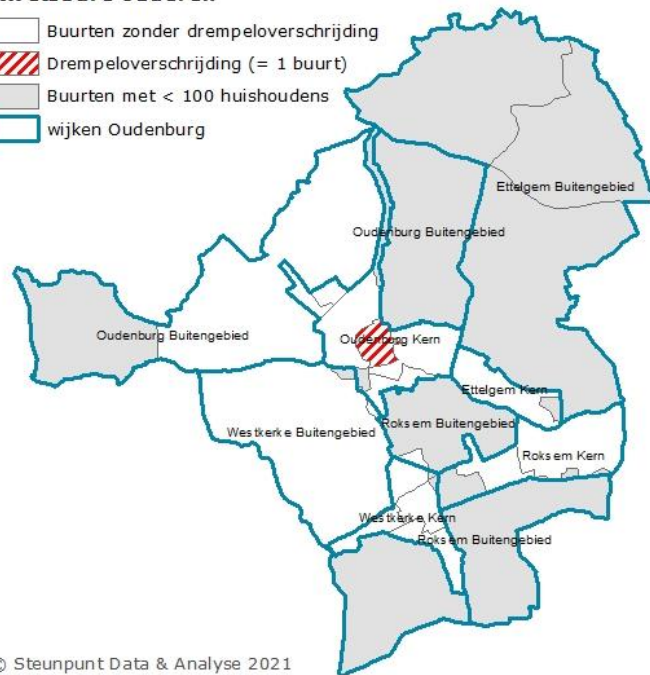 Buurten zonder drempeloverschrijding
Drempeloverschrijding (= 1 buurt)
Buurten met < 100 huishoudens
wijken Oudenburg
Ettelgem Buitengebied
Oudenburg Buitengebied
Oudenburg Buitengebied
Oudenburg Kern
Ettelgem Kern
Roksem Buitengebied
Westkerke Buitengebied
Roksem Kern
Westkerke Kern
Roksem Buitengebied
© Steunpunt Data & Analyse 2021